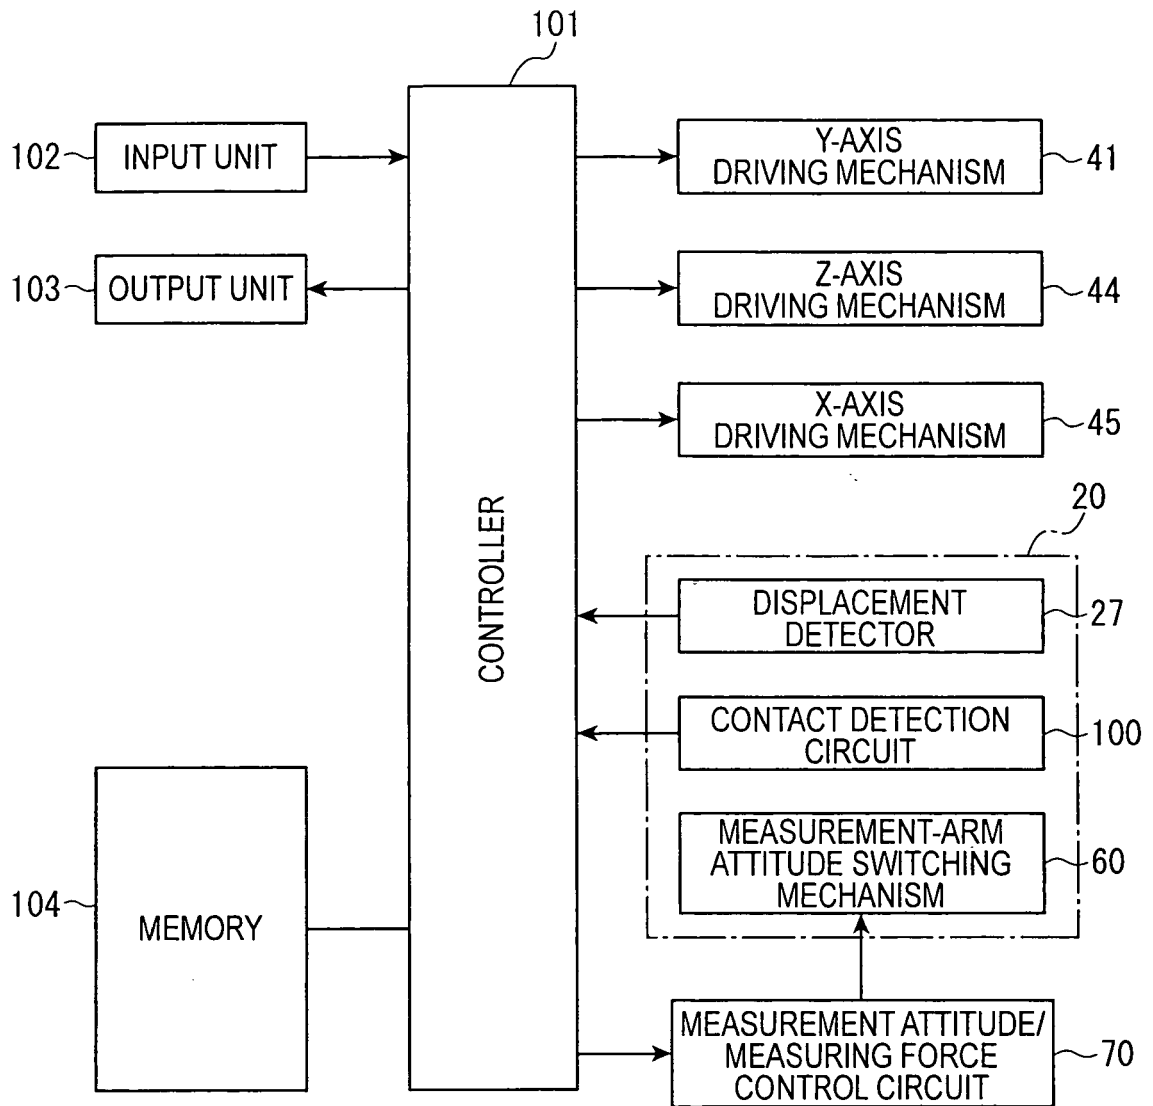 101
102
INPUT UNIT
103
OUTPUT UNIT
104
MEMORY
CONTROLLER
Y-AXIS
DRIVING MECHANISM
41
Z-AXIS
DRIVING MECHANISM
44
X-AXIS
DRIVING MECHANISM
45
20
DISPLACEMENT
DETECTOR
27
CONTACT DETECTION
CIRCUIT
100
MEASUREMENT-ARM
ATTITUDE SWITCHING
MECHANISM
60
MEASUREMENT ATTITUDE/
MEASURING FORCE
CONTROL CIRCUIT
70